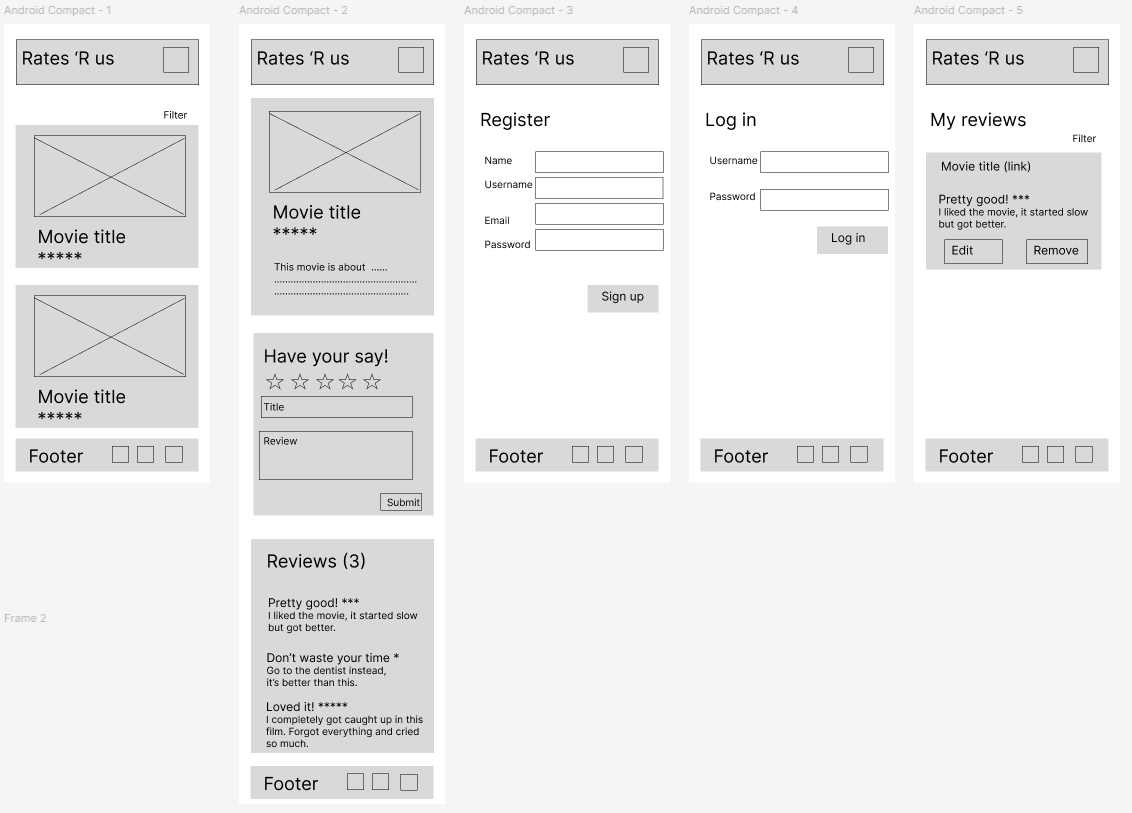 Android Compact - 1
Rates ‘R us
Filter
Movie title
*****
Movie title
*****
Footer
Android Compact - 2
Rates ‘R us
Movie title
*****
This movie is about ......
..................................................
...............................................
Have your say!
☆ ☆ ☆ ☆ ☆
Title
Review
Submit
Reviews (3)
Pretty good! ***
I liked the movie, it started slow
but got better.
Don’t waste your time *
Go to the dentist instead,
it’s better than this.
Loved it! *****
I completely got caught up in this
film. Forgot everything and cried
so much.
Footer
Android Compact - 3
Rates ‘R us
Register
Name
Username
Email
Password
Sign up
Footer
Android Compact - 4
Rates ‘R us
Log in
Username
Password
Log in
Footer
Android Compact - 5
Rates ‘R us
My reviews
Filter
Movie title (link)
Pretty good! ***
I liked the movie, it started slow
but got better.
Edit
Remove
Footer
Frame 2